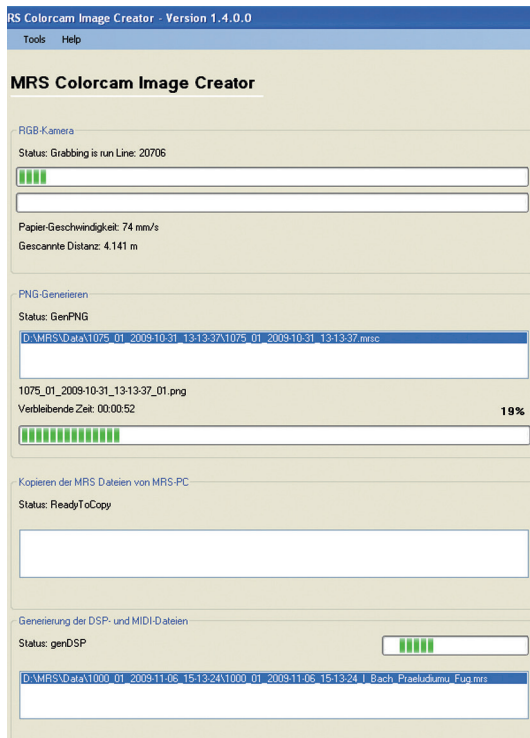 RS Colorcam Image Creator - Version 1.4.0.0
Tools Help
MRS Colorcam Image Creator
RGB-Kamera
Status: Grabbing is run Line: 20706
Papier-Geschwindigkeit: 74 mm/s
Gescannte Distanz: 4.141 m
PNG-Generieren
Status: GenPNG
D:\MRS\Data\1075_01_2009-10-31_13-13-37\1075_01_2009-10-31_13-13-37.mrsc
1075_01_2009-10-31_13-13-37_01.png
Verbleibende Zeit: 00:00:52
19%
Kopieren der MRS Dateien von MRS-PC
Status: ReadyToCopy
Generierung der DSP- und MIDI-Dateien
Status: genDSP
D:\MRS\Data\1000_01_2009-11-06_15-13-24\1000_01_2009-11-06_15-13-24_I_Bach_Praeludiumu_Fug.mrs